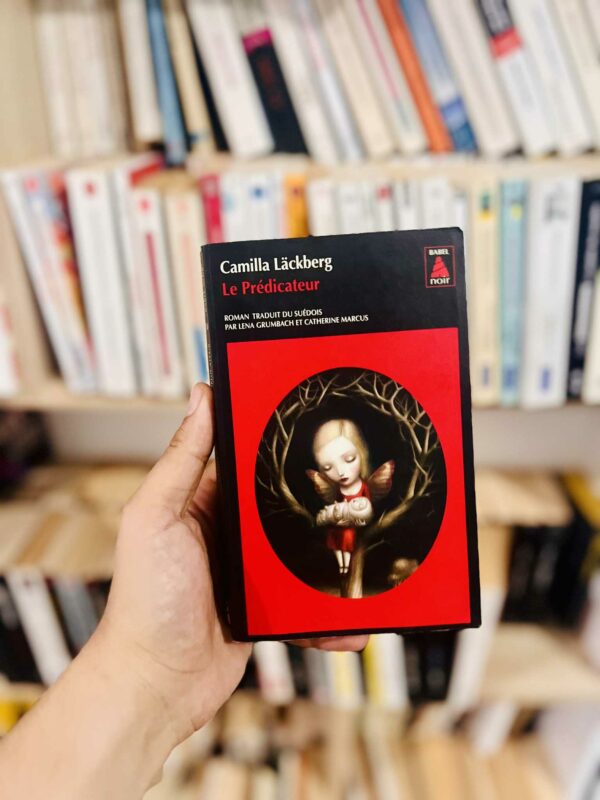 Camilla Läckberg
Le Prédicateur
ROMAN TRADUIT DU SUÉDOIS
PAR LENA GRUMBACH ET CATHERINE MARCUS
BABEL
noir